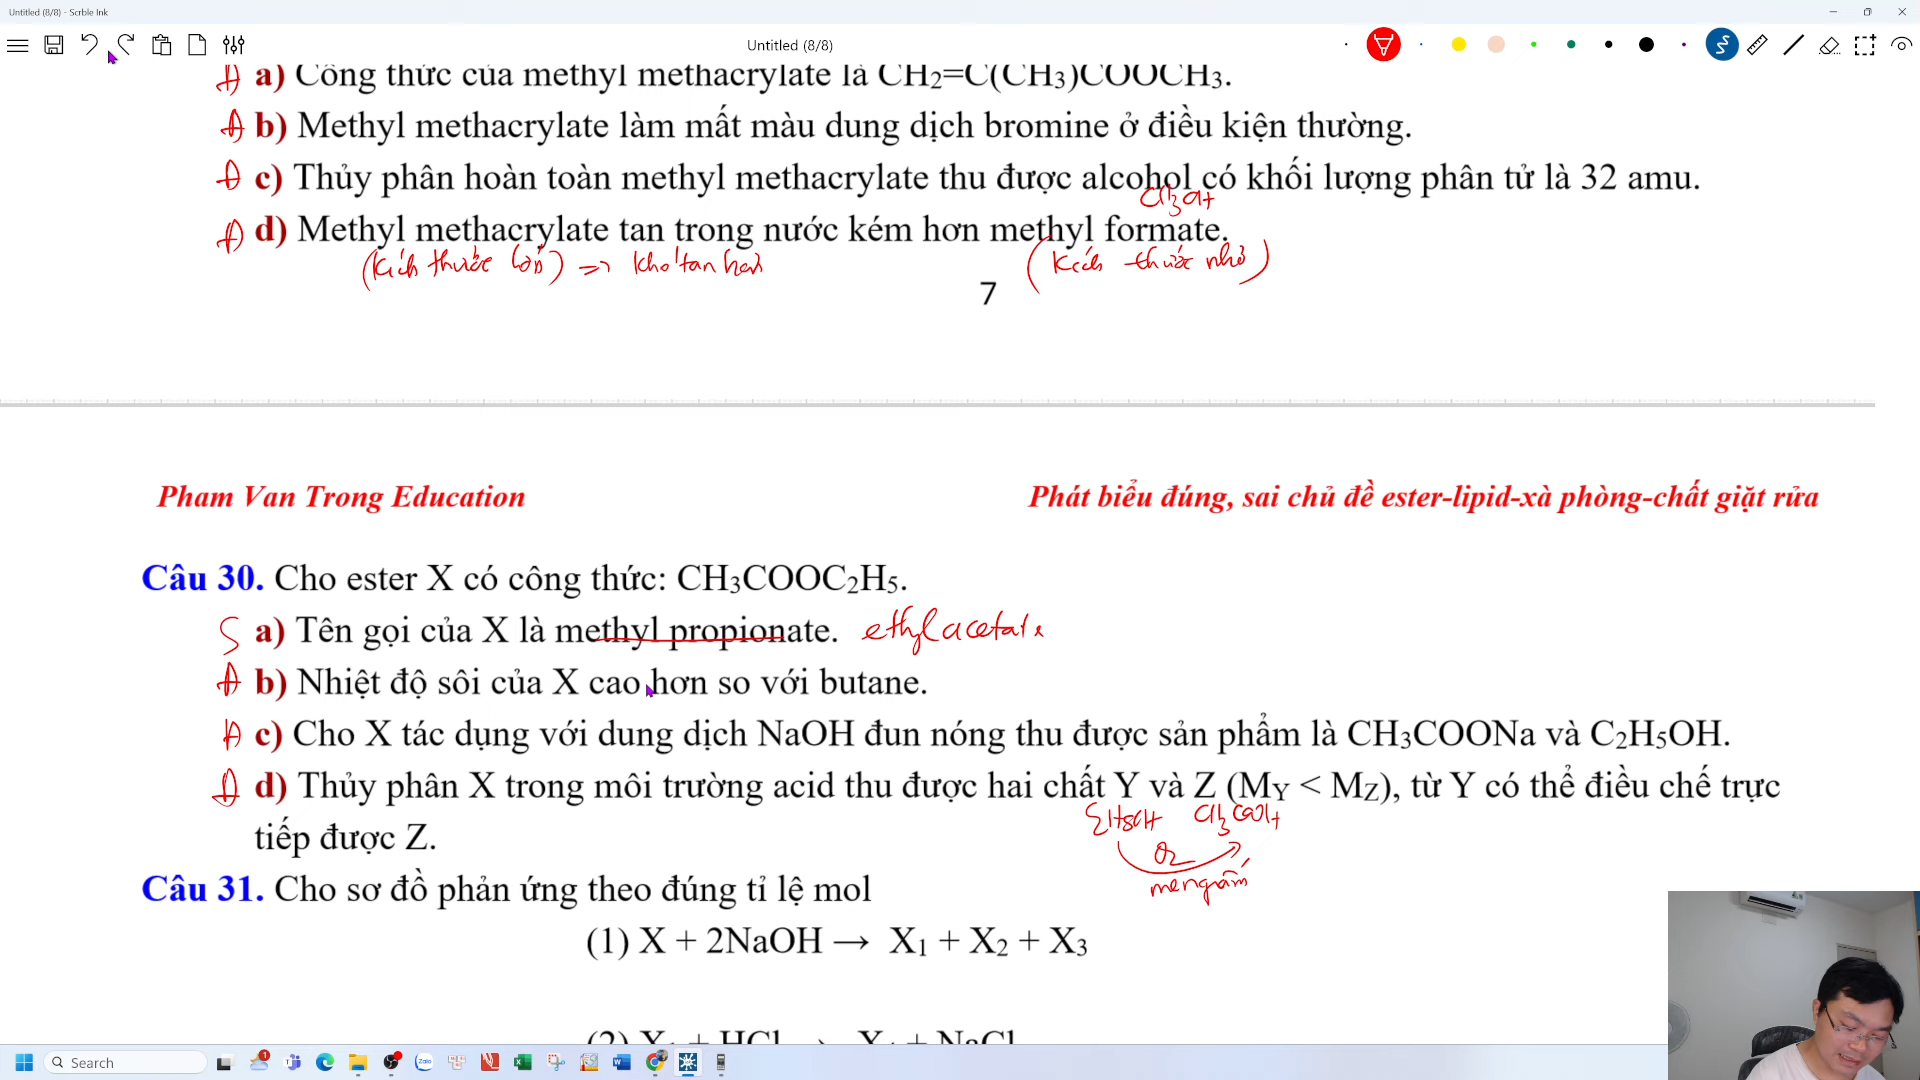 Untitled (8/8) - Scrble Ink
Untitled (8/8)
Đ a) Công thức của methyl methacrylate là CH2=C(CH3)COOCH3.
Đ b) Methyl methacrylate làm mất màu dung dịch bromine ở điều kiện thường.
Đ c) Thủy phân hoàn toàn methyl methacrylate thu được alcohol có khối lượng phân tử là 32 amu.
CH3OH
Đ d) Methyl methacrylate tan trong nước kém hơn methyl formate.
(Kích thước lớn) => khó tan hơn (Kích thước nhỏ)
7
Pham Van Trong Education Phát biểu đúng, sai chủ đề ester-lipid-xà phòng-chất giặt rửa
Câu 30. Cho ester X có công thức: CH3COOC2H5.
S a) Tên gọi của X là methyl propionate. ethyl acetate
Đ b) Nhiệt độ sôi của X cao hơn so với butane.
Đ c) Cho X tác dụng với dung dịch NaOH đun nóng thu được sản phẩm là CH3COONa và C2H5OH.
Đ d) Thủy phân X trong môi trường acid thu được hai chất Y và Z (MY < MZ), từ Y có thể điều chế trực
C2H5OH CH3COOH
tiếp được Z.
O2
men giấm
Câu 31. Cho sơ đồ phản ứng theo đúng tỉ lệ mol
(1) X + 2NaOH → X1 + X2 + X3
Search
1
Zalo